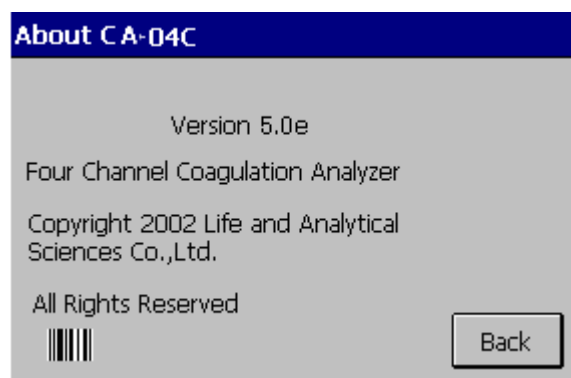 About CA-04C
Version 5.0e
Four Channel Coagulation Analyzer
Copyright 2002 Life and Analytical
Sciences Co.,Ltd.
All Rights Reserved
Back